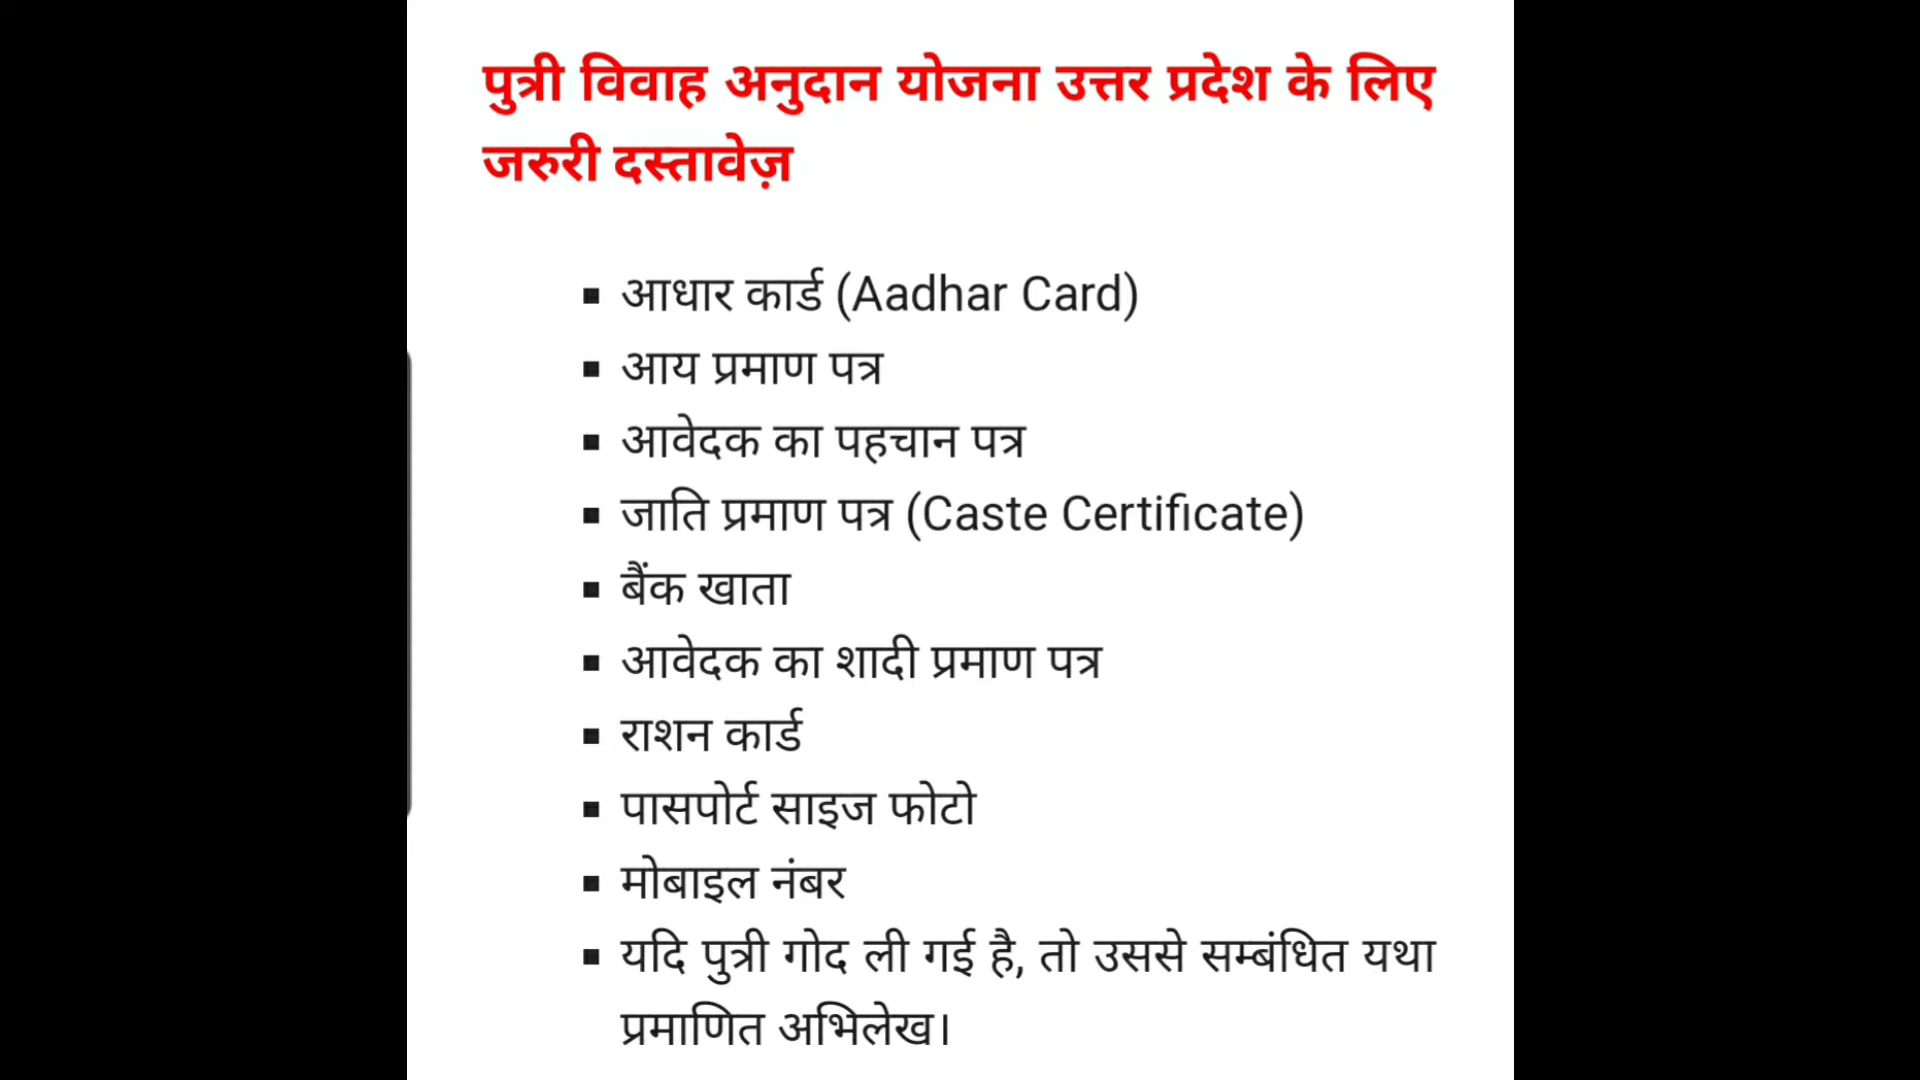 पुत्री विवाह अनुदान योजना उत्तर प्रदेश के लिए
जरुरी दस्तावेज़
▪ आधार कार्ड (Aadhar Card)
▪ आय प्रमाण पत्र
▪ आवेदक का पहचान पत्र
▪ जाति प्रमाण पत्र (Caste Certificate)
▪ बैंक खाता
▪ आवेदक का शादी प्रमाण पत्र
▪ राशन कार्ड
▪ पासपोर्ट साइज फोटो
▪ मोबाइल नंबर
▪ यदि पुत्री गोद ली गई है, तो उससे सम्बंधित यथा
प्रमाणित अभिलेख।